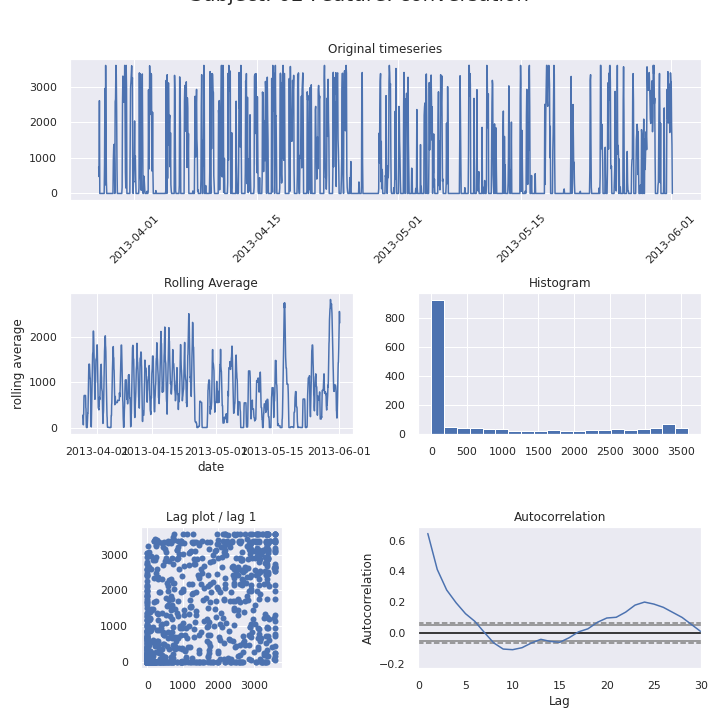 Original timeseries
3000
2000
1000
0
2013-04-01
2013-04-15
2013-05-01
2013-05-15
2013-06-01
Rolling Average
rolling average
2000
1000
0
2013-04-01 2013-04-15 2013-05-01 2013-05-15 2013-06-01
date
Histogram
800
600
400
200
0
0 500 1000 1500 2000 2500 3000 3500
Lag plot / lag 1
3000
2000
1000
0
0 1000 2000 3000
Autocorrelation
Autocorrelation
0.6
0.4
0.2
0.0
−0.2
0 5 10 15 20 25 30
Lag